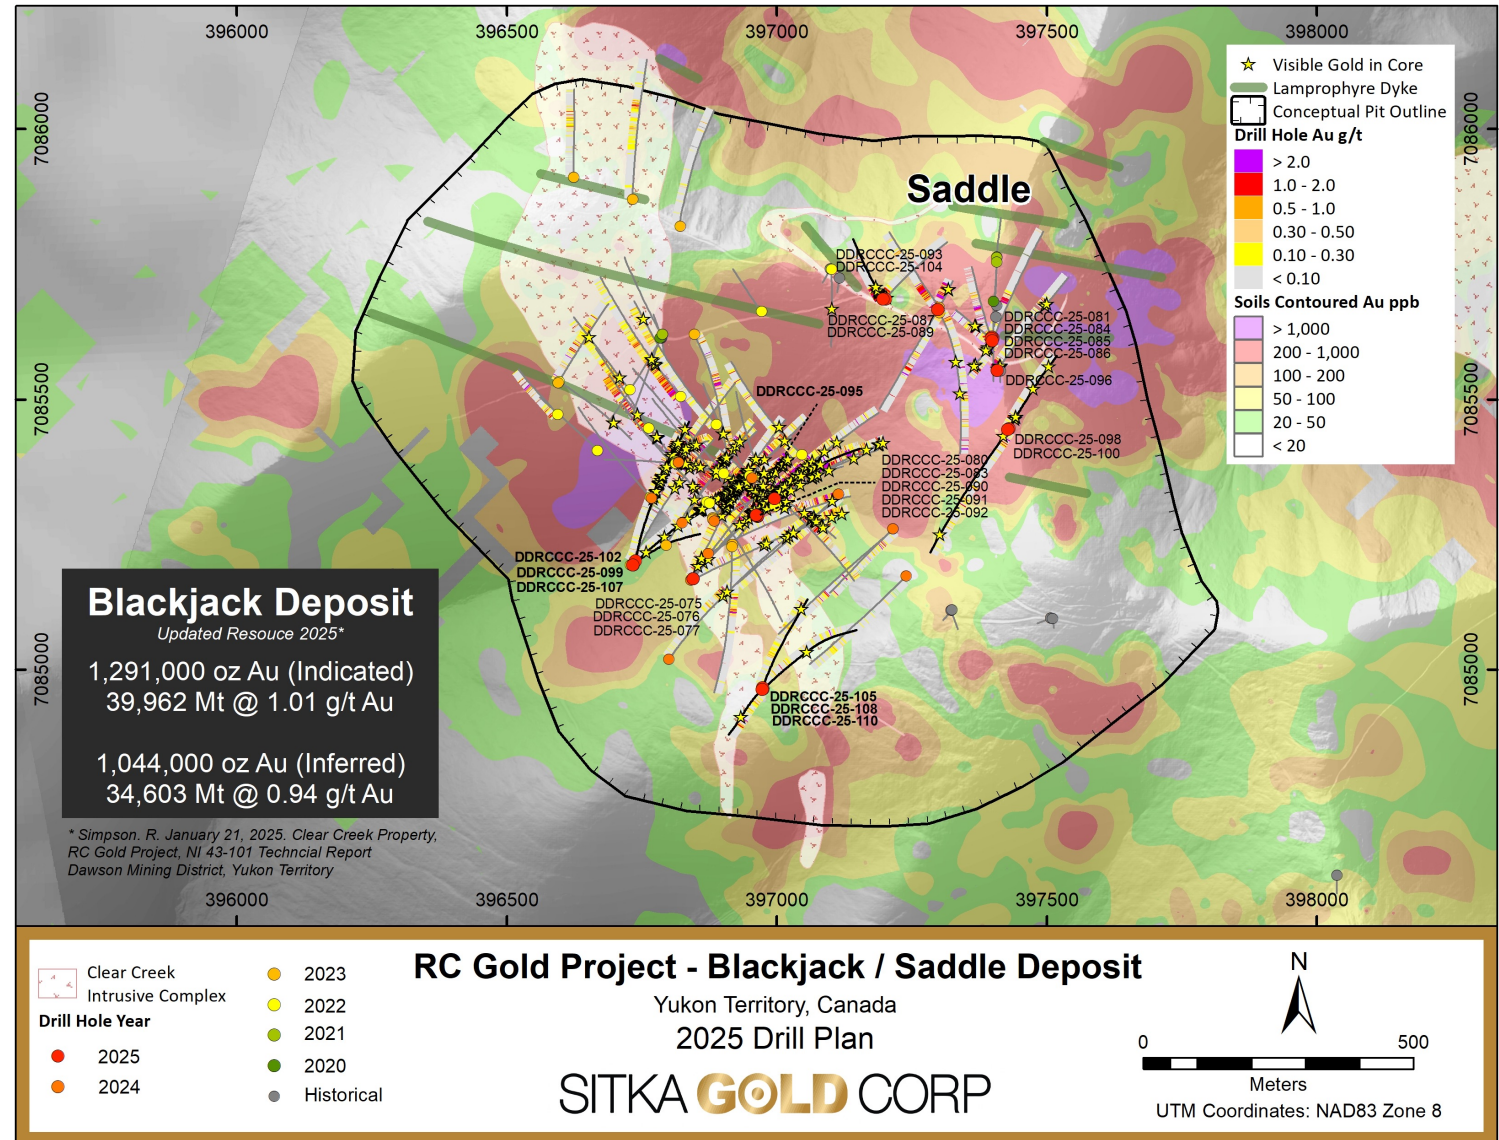 396000
396500
397000
397500
398000
7086000
7085500
7085000
7086000
7085500
7085000
Visible Gold in Core
Lamprophyre Dyke
Conceptual Pit Outline
Drill Hole Au g/t
> 2.0
1.0 - 2.0
0.5 - 1.0
0.30 - 0.50
0.10 - 0.30
< 0.10
Soils Contoured Au ppb
> 1,000
200 - 1,000
100 - 200
50 - 100
20 - 50
< 20
Saddle
DDRCCC-25-093
DDRCCC-25-104
DDRCCC-25-087
DDRCCC-25-089
DDRCCC-25-081
DDRCCC-25-084
DDRCCC-25-085
DDRCCC-25-086
DDRCCC-25-096
DDRCCC-25-095
DDRCCC-25-098
DDRCCC-25-100
DDRCCC-25-080
DDRCCC-25-083
DDRCCC-25-090
DDRCCC-25-091
DDRCCC-25-092
DDRCCC-25-102
DDRCCC-25-099
DDRCCC-25-107
DDRCCC-25-075
DDRCCC-25-076
DDRCCC-25-077
DDRCCC-25-105
DDRCCC-25-108
DDRCCC-25-110
Blackjack Deposit
Updated Resouce 2025*
1,291,000 oz Au (Indicated)
39,962 Mt @ 1.01 g/t Au
1,044,000 oz Au (Inferred)
34,603 Mt @ 0.94 g/t Au
* Simpson. R. January 21, 2025. Clear Creek Property,
RC Gold Project, NI 43-101 Techncial Report
Dawson Mining District, Yukon Territory
396000
396500
397000
397500
398000
Clear Creek
Intrusive Complex
Drill Hole Year
2025
2024
2023
2022
2021
2020
Historical
RC Gold Project - Blackjack / Saddle Deposit
Yukon Territory, Canada
2025 Drill Plan
SITKA GOLD CORP
N
0 500
Meters
UTM Coordinates: NAD83 Zone 8